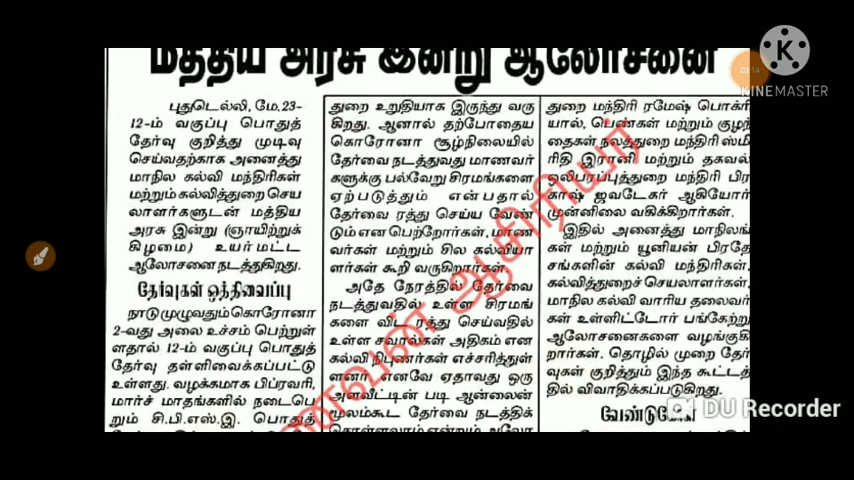 மத்திய அரசு இன்று ஆலோசனை
புதுடெல்லி, மே.23-
12-ம் வகுப்பு பொதுத்
தேர்வு குறித்து முடிவு
செய்வதற்காக அனைத்து
மாநில கல்வி மந்திரிகள்
மற்றும் கல்வித்துறை செய
லாளர்களுடன் மத்திய
அரசு இன்று (ஞாயிற்றுக்
கிழமை) உயர்மட்ட
ஆலோசனை நடத்துகிறது.
தேர்வுகள் ஒத்திவைப்பு
நாடுமுழுவதும் கொரோனா
2-வது அலை உச்சம் பெற்றுள்
ளதால் 12-ம் வகுப்பு பொதுத்
தேர்வு தள்ளிவைக்கப்பட்டு
உள்ளது. வழக்கமாக பிப்ரவரி,
மார்ச் மாதங்களில் நடைபெ
றும் சி.பி.எஸ்.இ. பொதுத்
துறை உறுதியாக இருந்து வரு
கிறது. ஆனால் தற்போதைய
கொரோனா சூழ்நிலையில்
தேர்வை நடத்துவது மாணவர்
களுக்கு பல்வேறு சிரமங்களை
ஏற்படுத்தும் என்பதால்
தேர்வை ரத்து செய்ய வேண்
டும் என பெற்றோர்கள், மாண
வர்கள் மற்றும் சில கல்வியா
ளர்கள் கூறி வருகிறார்கள்.
அதே நேரத்தில் தேர்வை
நடத்துவதில் உள்ள சிரமங்
களை விட ரத்து செய்வதில்
உள்ள சவால்கள் அதிகம் என
கல்வி நிபுணர்கள் எச்சரித்துள்
ளனர். எனவே ஏதாவது ஒரு
அளவீட்டின் படி ஆன்லைன்
மூலம்கூட தேர்வை நடத்திக்
கொள்ளலாம் என்றும் ஆலோ
துறை மந்திரி ரமேஷ் பொக்ரி
யால், பெண்கள் மற்றும் குழந்
தைகள் நலத்துறை மந்திரி ஸ்மி
ரிதி இரானி மற்றும் தகவல்
ஒலிபரப்புத்துறை மந்திரி பிர
காஷ் ஜவடேகர் ஆகியோர்
முன்னிலை வகிக்கிறார்கள்.
இதில் அனைத்து மாநிலங்
கள் மற்றும் யூனியன் பிரதே
சங்களின் கல்வி மந்திரிகள்,
கல்வித்துறைச் செயலாளர்கள்,
மாநில கல்வி வாரிய தலைவர்
கள் உள்ளிட்டோர் பங்கேற்று
ஆலோசனைகளை வழங்குகி
றார்கள். தொழில் முறை தேர்
வுகள் குறித்தும் இந்த கூட்டத்
தில் விவாதிக்கப்படுகிறது.
வேண்டுகோள்
ஆசிரியர்
03:14
K
KINEMASTER
DU Recorder